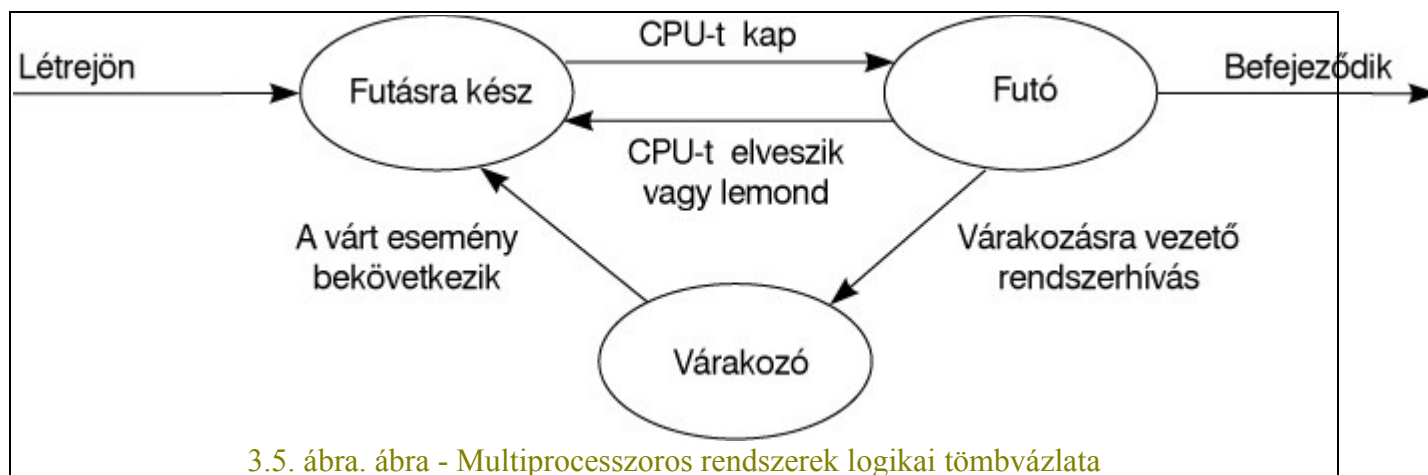 CPU-t kap
Létrejön
Befejeződik
Futásra kész
Futó
CPU-t elveszik
vagy lemond
A várt esemény
bekövetkezik
Várakozásra vezető
rendszerhívás
Várakozó
3.5. ábra. ábra - Multiprocesszoros rendszerek logikai tömbvázlata